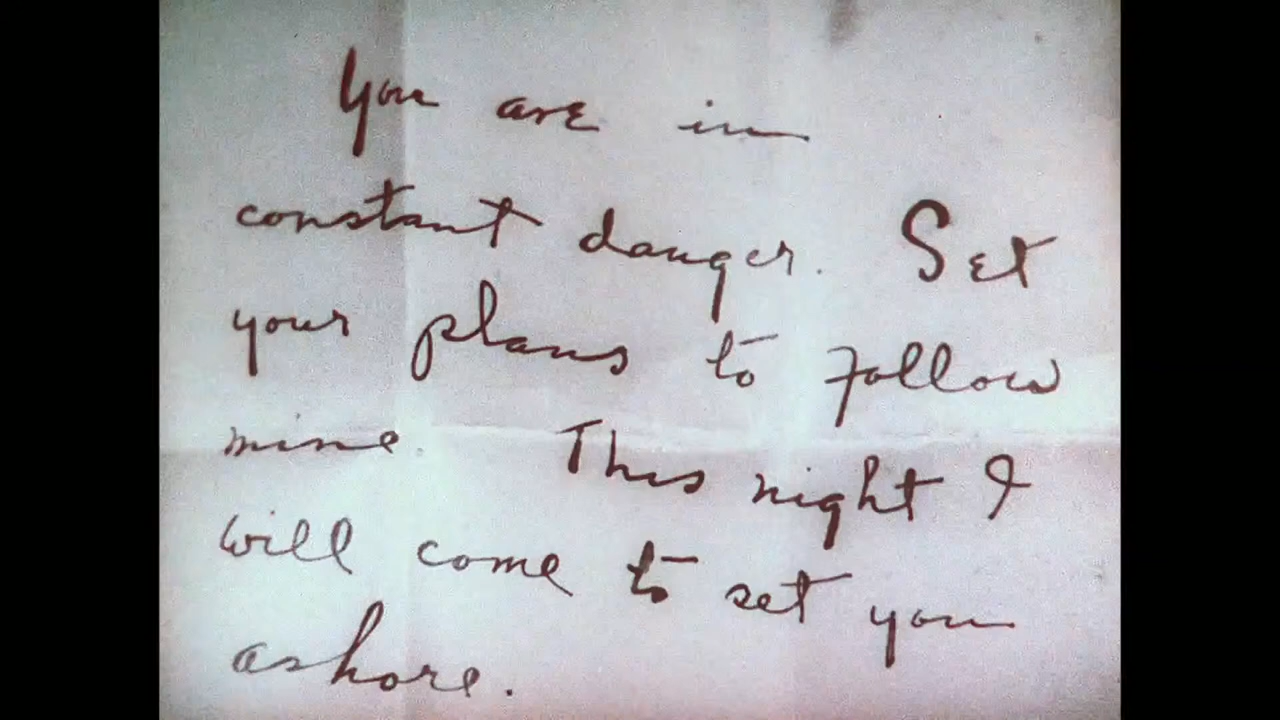 You are in
constant danger. Set
your plans to follow
mine. This night I
will come to set you
ashore.